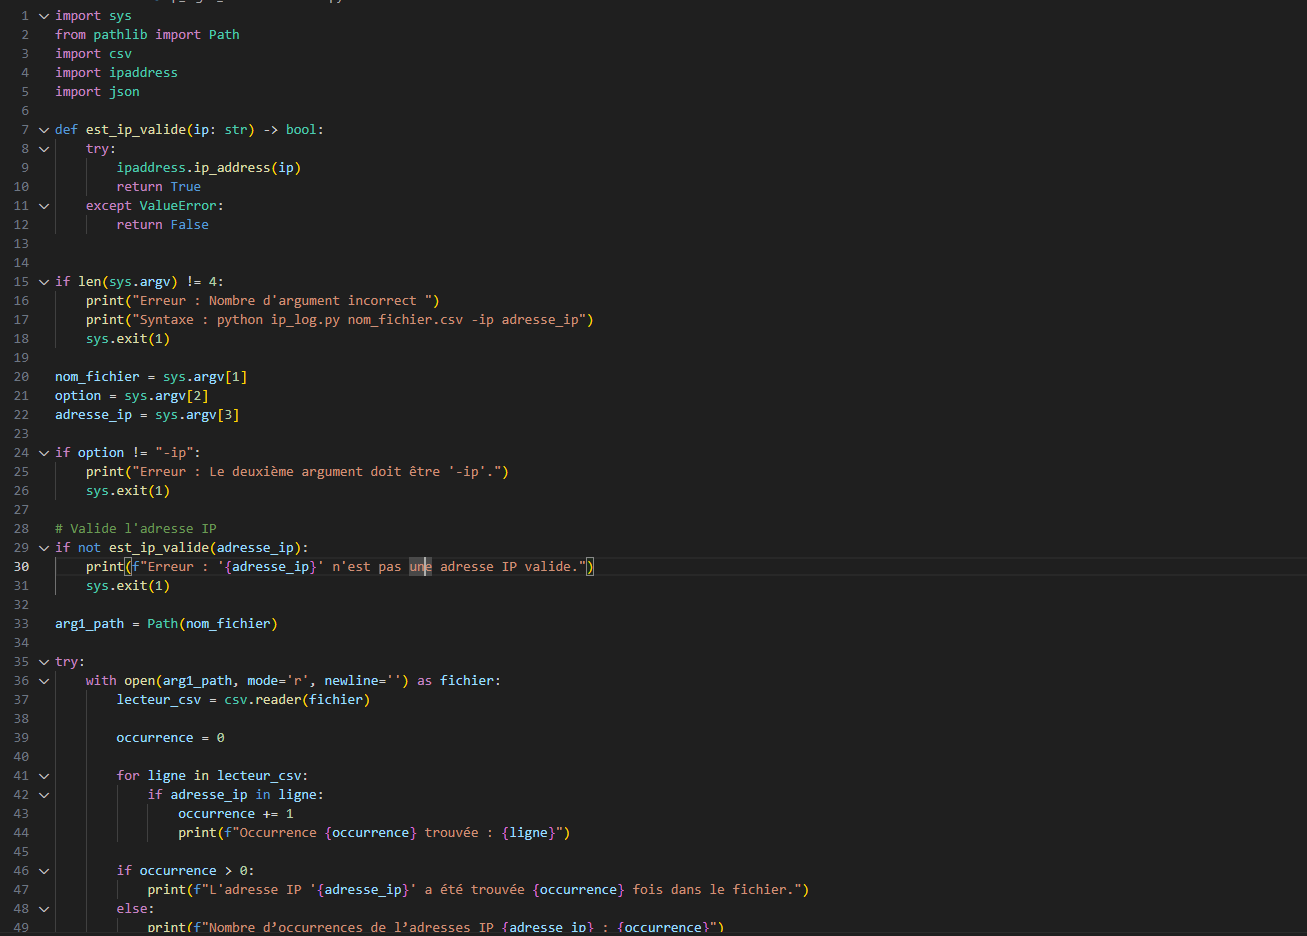 1 import sys
2 from pathlib import Path
3 import csv
4 import ipaddress
5 import json
6
7 def est_ip_valide(ip: str) -> bool:
8     try:
9         ipaddress.ip_address(ip)
10         return True
11     except ValueError:
12         return False
13
14
15 if len(sys.argv) != 4:
16     print("Erreur : Nombre d'argument incorrect ")
17     print("Syntaxe : python ip_log.py nom_fichier.csv -ip adresse_ip")
18     sys.exit(1)
19
20 nom_fichier = sys.argv[1]
21 option = sys.argv[2]
22 adresse_ip = sys.argv[3]
23
24 if option != "-ip":
25     print("Erreur : Le deuxième argument doit être '-ip'.")
26     sys.exit(1)
27
28 # Valide l'adresse IP
29 if not est_ip_valide(adresse_ip):
30     print(f"Erreur : '{adresse_ip}' n'est pas une adresse IP valide.")
31     sys.exit(1)
32
33 arg1_path = Path(nom_fichier)
34
35 try:
36     with open(arg1_path, mode='r', newline='') as fichier:
37         lecteur_csv = csv.reader(fichier)
38
39         occurrence = 0
40
41         for ligne in lecteur_csv:
42             if adresse_ip in ligne:
43                 occurrence += 1
44                 print(f"Occurrence {occurrence} trouvée : {ligne}")
45
46         if occurrence > 0:
47             print(f"L'adresse IP '{adresse_ip}' a été trouvée {occurrence} fois dans le fichier.")
48         else:
49             print(f"Nombre d’occurrences de l’adresses IP {adresse_ip} : {occurrence}")